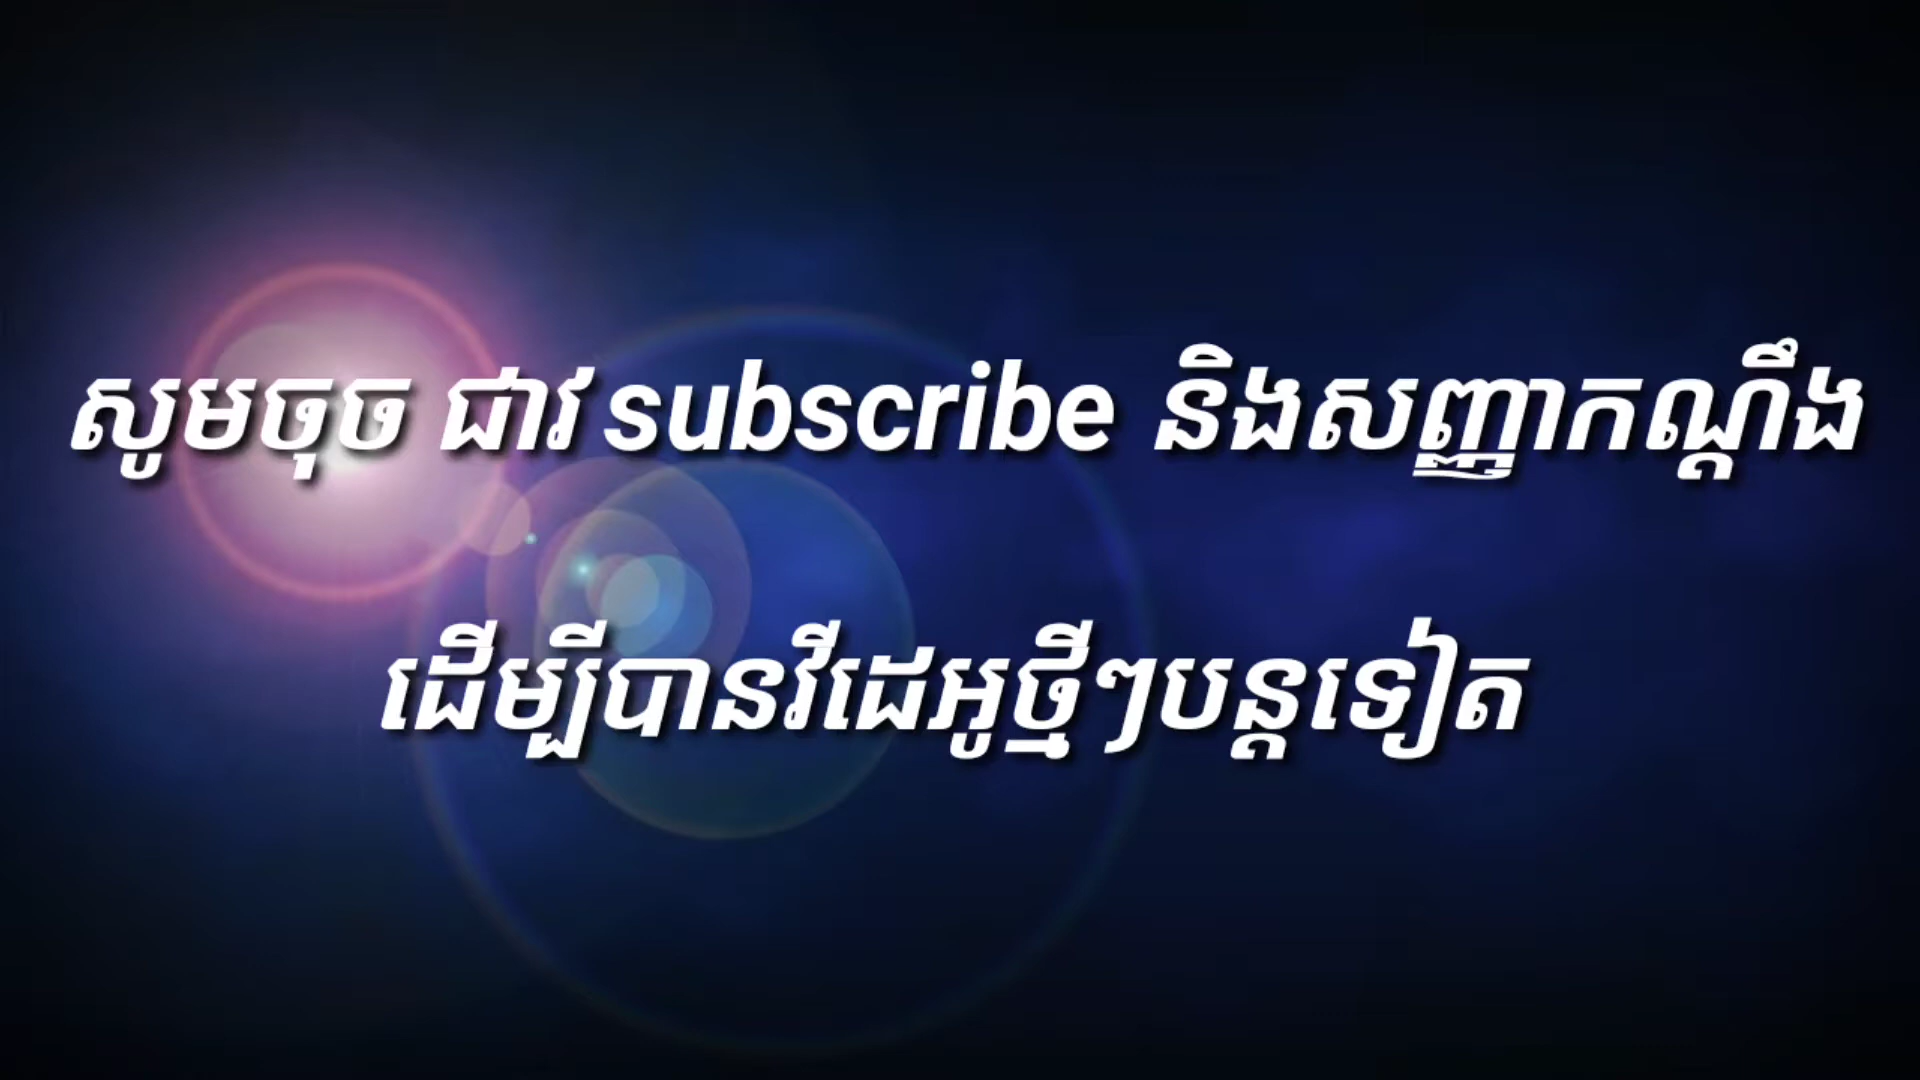 សូមចុច ជាវ subscribe និងសញ្ញាកណ្ដឹង
ដើម្បីបានវីដេអូថ្មីៗបន្តទៀត